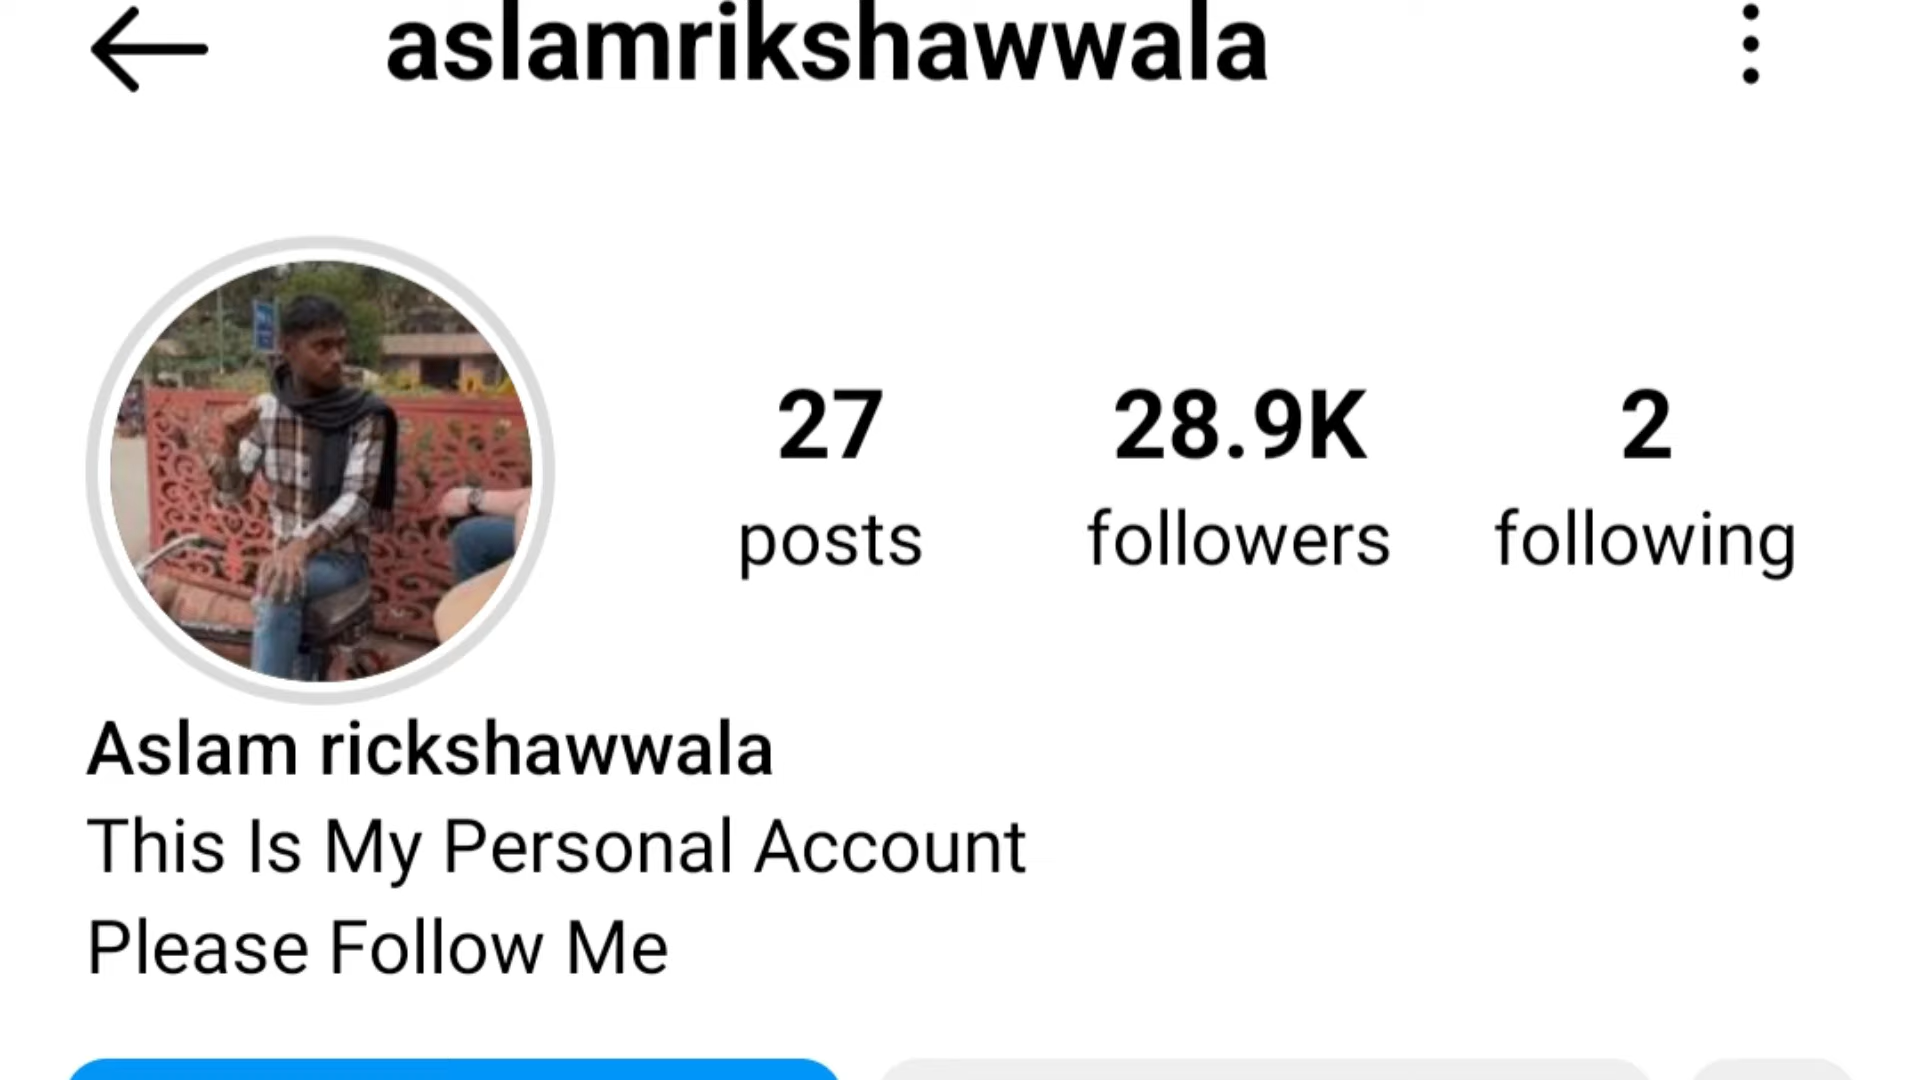 aslamrikshawwala
27
28.9K
2
posts
followers
following
Aslam rickshawwala
This Is My Personal Account
Please Follow Me